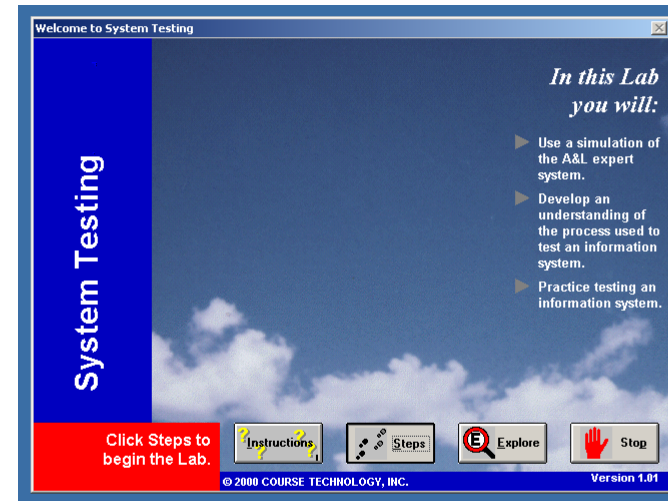 Welcome to System Testing
System Testing
In this Lab
you will:
Use a simulation of
the A&L expert
system.
Develop an
understanding of
the process used to
test an information
system.
Practice testing an
information system.
Click Steps to
begin the Lab.
Instructions
Steps
E Explore
Stop
© 2000 COURSE TECHNOLOGY, INC.
Version 1.01